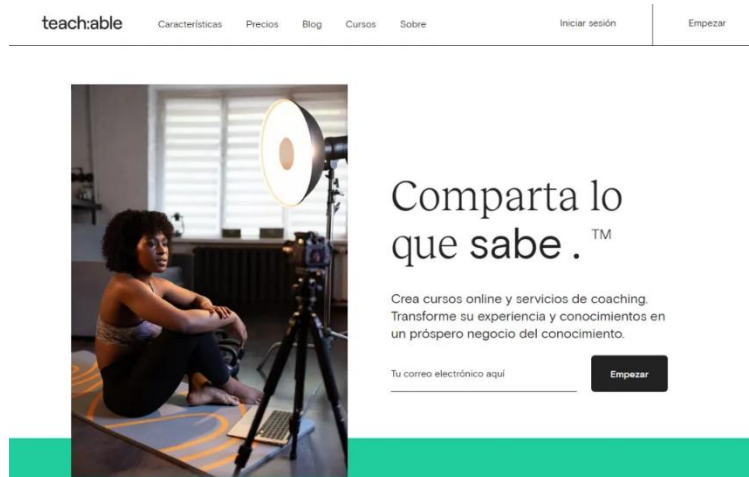 teach:able
Características Precios Blog Cursos Sobre
Iniciar sesión
Empezar
Comparta lo
que sabe . ™
Crea cursos online y servicios de coaching.
Transforme su experiencia y conocimientos en
un próspero negocio del conocimiento.
Tu correo electrónico aquí
Empezar